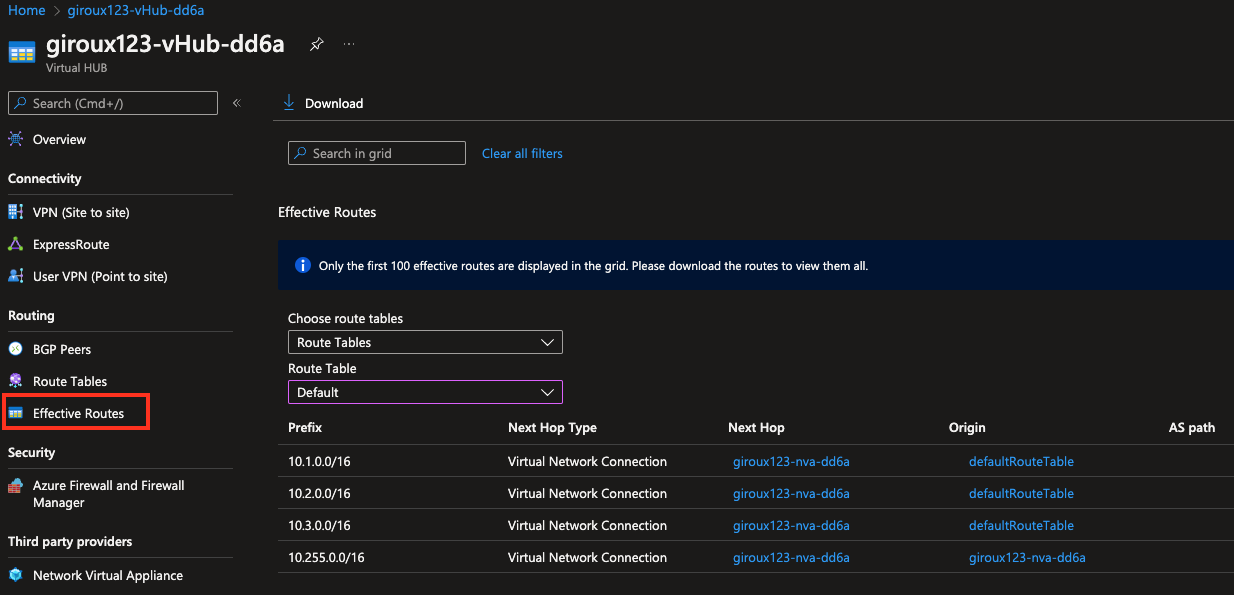 Home > giroux123-vHub-dd6a
giroux123-vHub-dd6a
...
Virtual HUB
Search (Cmd+/)
«
Download
Overview
Search in grid
Clear all filters
Connectivity
VPN (Site to site)
ExpressRoute
User VPN (Point to site)
Routing
BGP Peers
Route Tables
Effective Routes
Security
Azure Firewall and Firewall
Manager
Third party providers
Network Virtual Appliance
Effective Routes
Only the first 100 effective routes are displayed in the grid. Please download the routes to view them all.
Choose route tables
Route Tables
Route Table
Default
Prefix Next Hop Type Next Hop Origin AS path
10.1.0.0/16 Virtual Network Connection giroux123-nva-dd6a defaultRouteTable
10.2.0.0/16 Virtual Network Connection giroux123-nva-dd6a defaultRouteTable
10.3.0.0/16 Virtual Network Connection giroux123-nva-dd6a defaultRouteTable
10.255.0.0/16 Virtual Network Connection giroux123-nva-dd6a giroux123-nva-dd6a